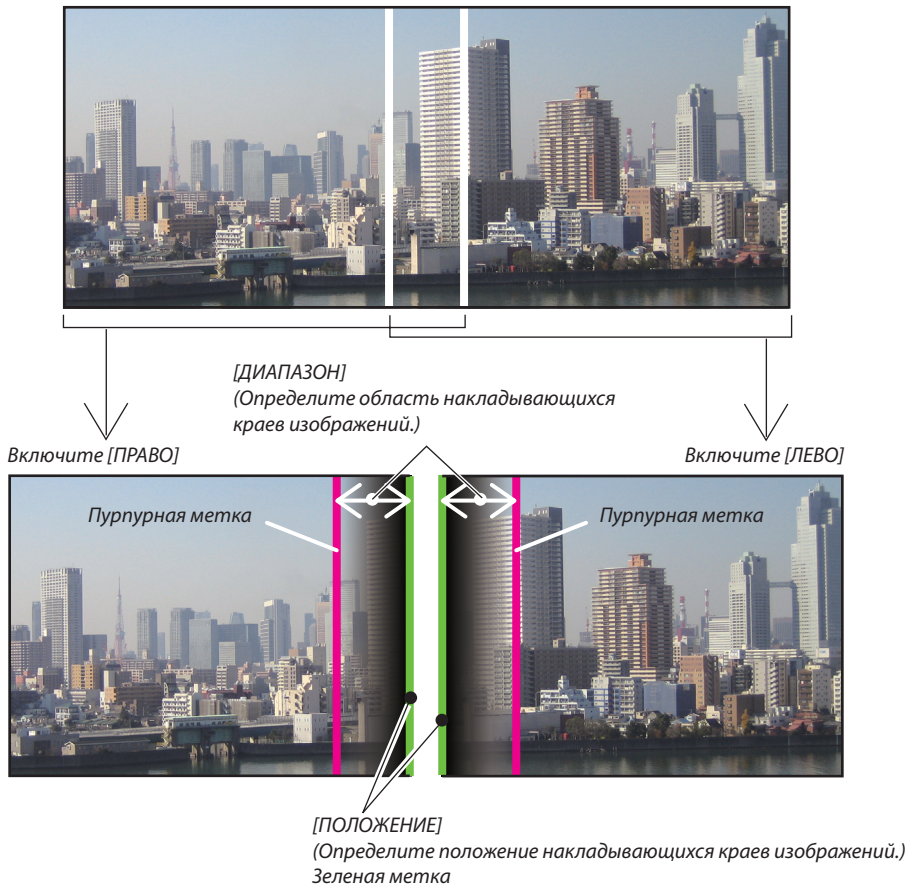 [ДИАПАЗОН]
(Определите область накладывающихся
краев изображений.)
Включите [ПРАВО]
Включите [ЛЕВО]
Пурпурная метка
Пурпурная метка
[ПОЛОЖЕНИЕ]
(Определите положение накладывающихся краев изображений.)
Зеленая метка